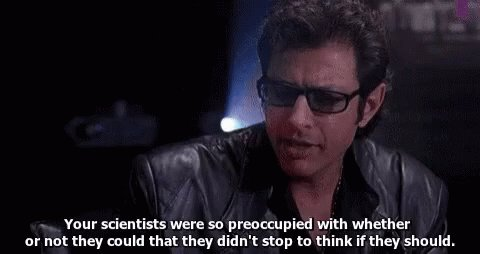 Your scientists were so preoccupied with whether
or not they could that they didn't stop to think if they should.